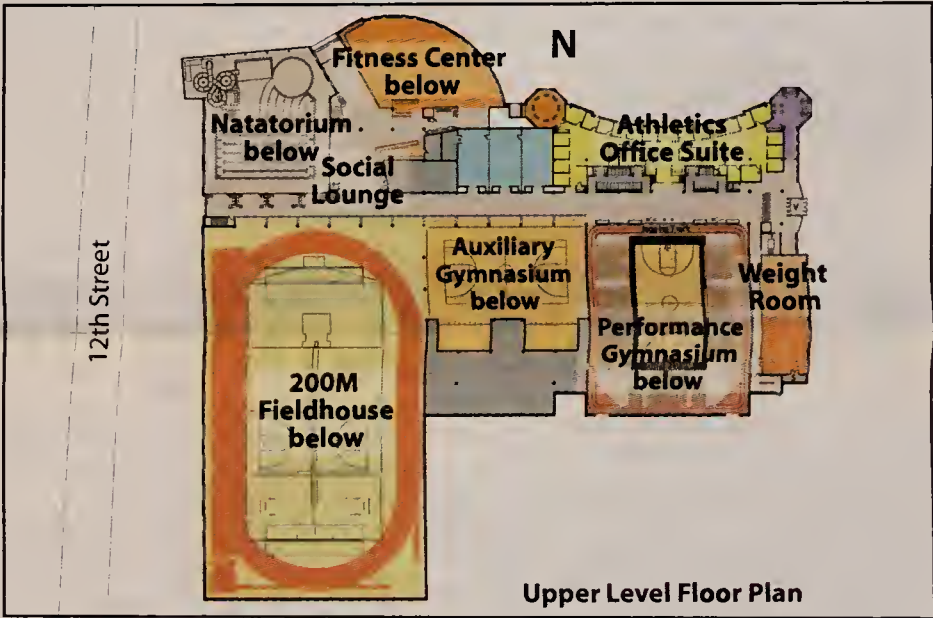 N
Fitness Center
below
Natatorium
below
Social
Lounge
Athletics
Office Suite
12th Street
Auxiliary
Gymnasium
below
Weight
Room
Performance
Gymnasium
below
200M
Fieldhouse
below
Upper Level Floor Plan